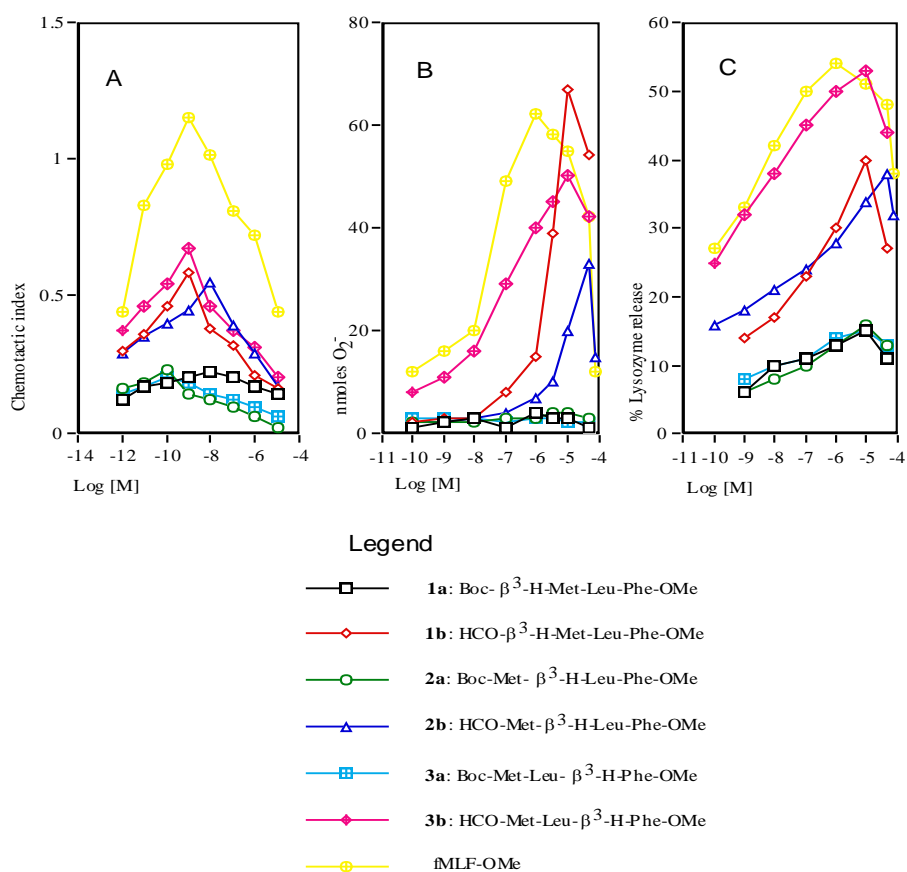 A
B
C
1.5
1
0.5
0
-14 -12 -10 -8 -6 -4
Chemotactic index
Log [M]
80
60
40
20
0
-11 -10 -9 -8 -7 -6 -5 -4
nmoles O₂⁻
Log [M]
60
50
40
30
20
10
0
-11 -10 -9 -8 -7 -6 -5 -4
% Lysozyme release
Log [M]
Legend
1a: Boc- β³-H-Met-Leu-Phe-OMe
1b: HCO-β³-H-Met-Leu-Phe-OMe
2a: Boc-Met- β³-H-Leu-Phe-OMe
2b: HCO-Met-β³-H-Leu-Phe-OMe
3a: Boc-Met-Leu- β³-H-Phe-OMe
3b: HCO-Met-Leu-β³-H-Phe-OMe
fMLF-OMe